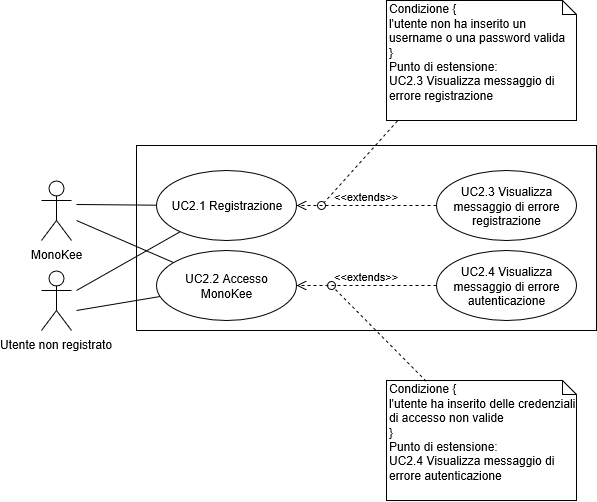 Condizione {
l'utente non ha inserito un
username o una password valida
}
Punto di estensione:
UC2.3 Visualizza messaggio di
errore registrazione
UC2.1 Registrazione
<<extends>>
UC2.3 Visualizza
messaggio di errore
registrazione
MonoKee
UC2.2 Accesso
MonoKee
<<extends>>
UC2.4 Visualizza
messaggio di errore
autenticazione
Utente non registrato
Condizione {
l'utente ha inserito delle credenziali
di accesso non valide
}
Punto di estensione:
UC2.4 Visualizza messaggio di
errore autenticazione